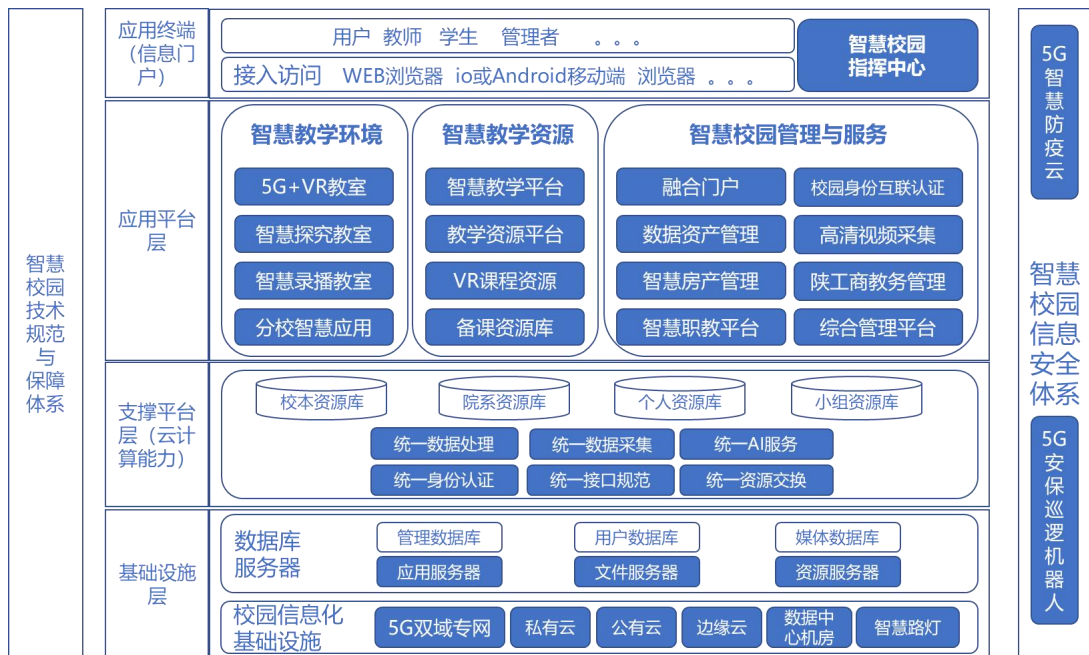 智慧
校园
技术
规范
与
保障
体系
应用终端
（信息门
户）
用户 教师 学生 管理者 。。。
接入访问 WEB浏览器 io或Android移动端 浏览器 。。。
智慧校园
指挥中心
应用平台
层
智慧教学环境
5G+VR教室
智慧探究教室
智慧录播教室
分校智慧应用
智慧教学资源
智慧教学平台
教学资源平台
VR课程资源
备课资源库
智慧校园管理与服务
融合门户 校园身份互联认证
数据资产管理 高清视频采集
智慧房产管理 陕工商教务管理
智慧职教平台 综合管理平台
支撑平台
层（云计
算能力）
校本资源库 院系资源库 个人资源库 小组资源库
统一数据处理 统一数据采集 统一AI服务
统一身份认证 统一接口规范 统一资源交换
基础设施
层
数据库
服务器
管理数据库 用户数据库 媒体数据库
应用服务器 文件服务器 资源服务器
校园信息化
基础设施
5G双域专网 私有云 公有云 边缘云 数据中
心机房 智慧路灯
5G
智
慧
防
疫
云
智慧
校园
信息
安全
体系
5G
安
保
巡
逻
机
器
人